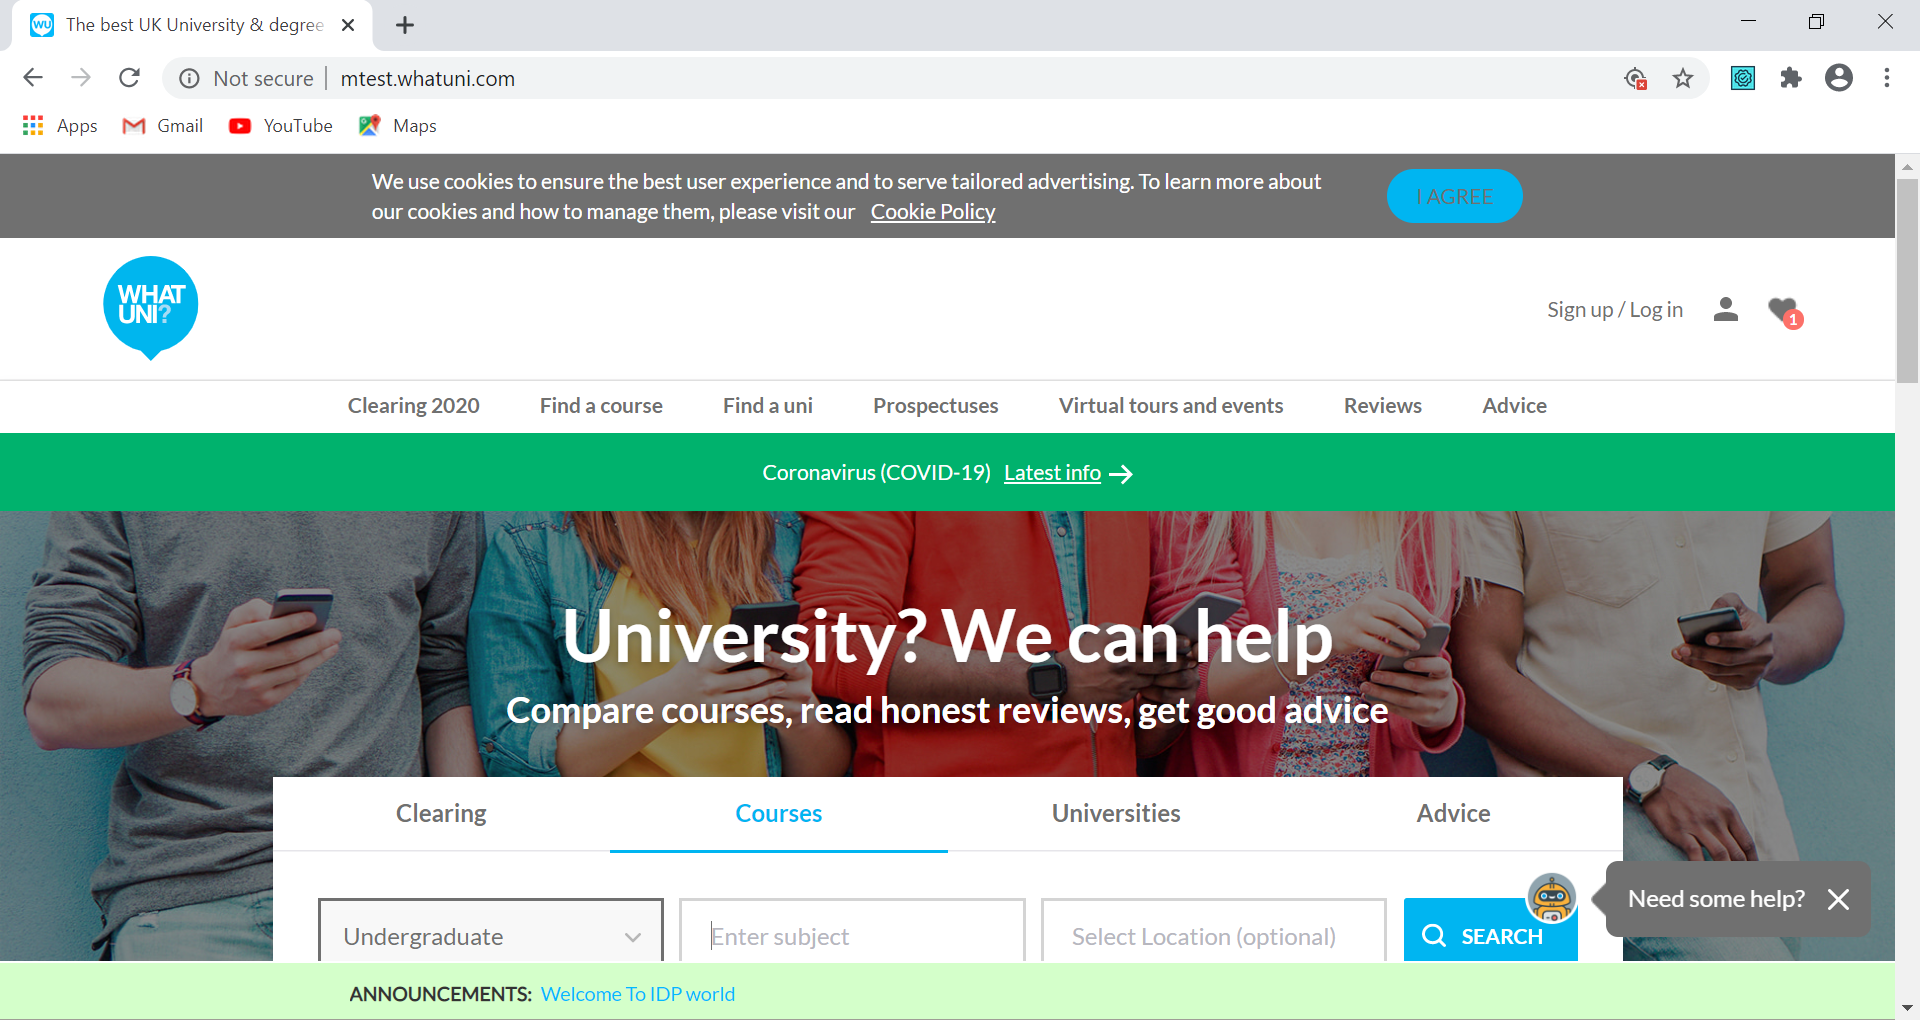 WU The best UK University & degree
Not secure mtest.whatuni.com
Apps Gmail YouTube Maps
We use cookies to ensure the best user experience and to serve tailored advertising. To learn more about
our cookies and how to manage them, please visit our Cookie Policy
I AGREE
WHAT
UNI?
Sign up / Log in
1
Clearing 2020 Find a course Find a uni Prospectuses Virtual tours and events Reviews Advice
Coronavirus (COVID-19) Latest info
University? We can help
Compare courses, read honest reviews, get good advice
Clearing Courses Universities Advice
Need some help?
Undergraduate Enter subject Select Location (optional) SEARCH
ANNOUNCEMENTS: Welcome To IDP world